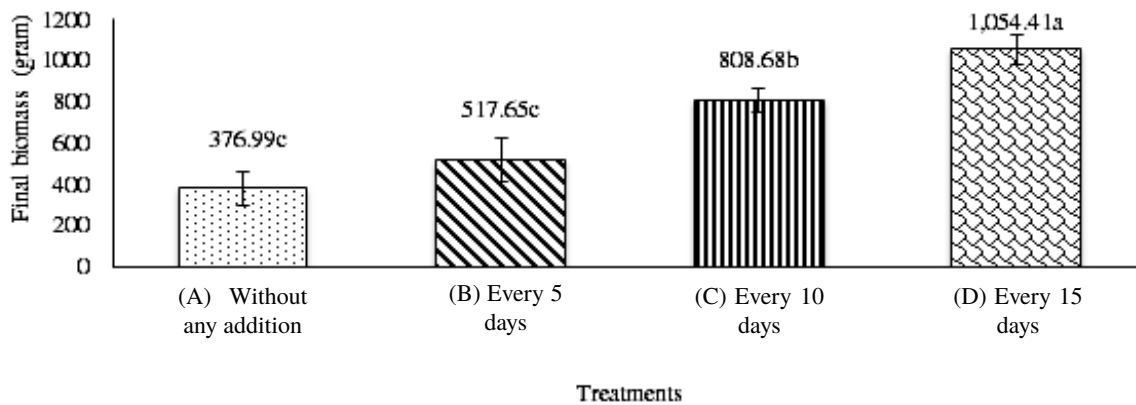 Final biomass (gram)
1200
1000
800
600
400
200
0
376.99c
517.65c
808.68b
1,054.41a
(A) Without
any addition
(B) Every 5
days
(C) Every 10
days
(D) Every 15
days
Treatments